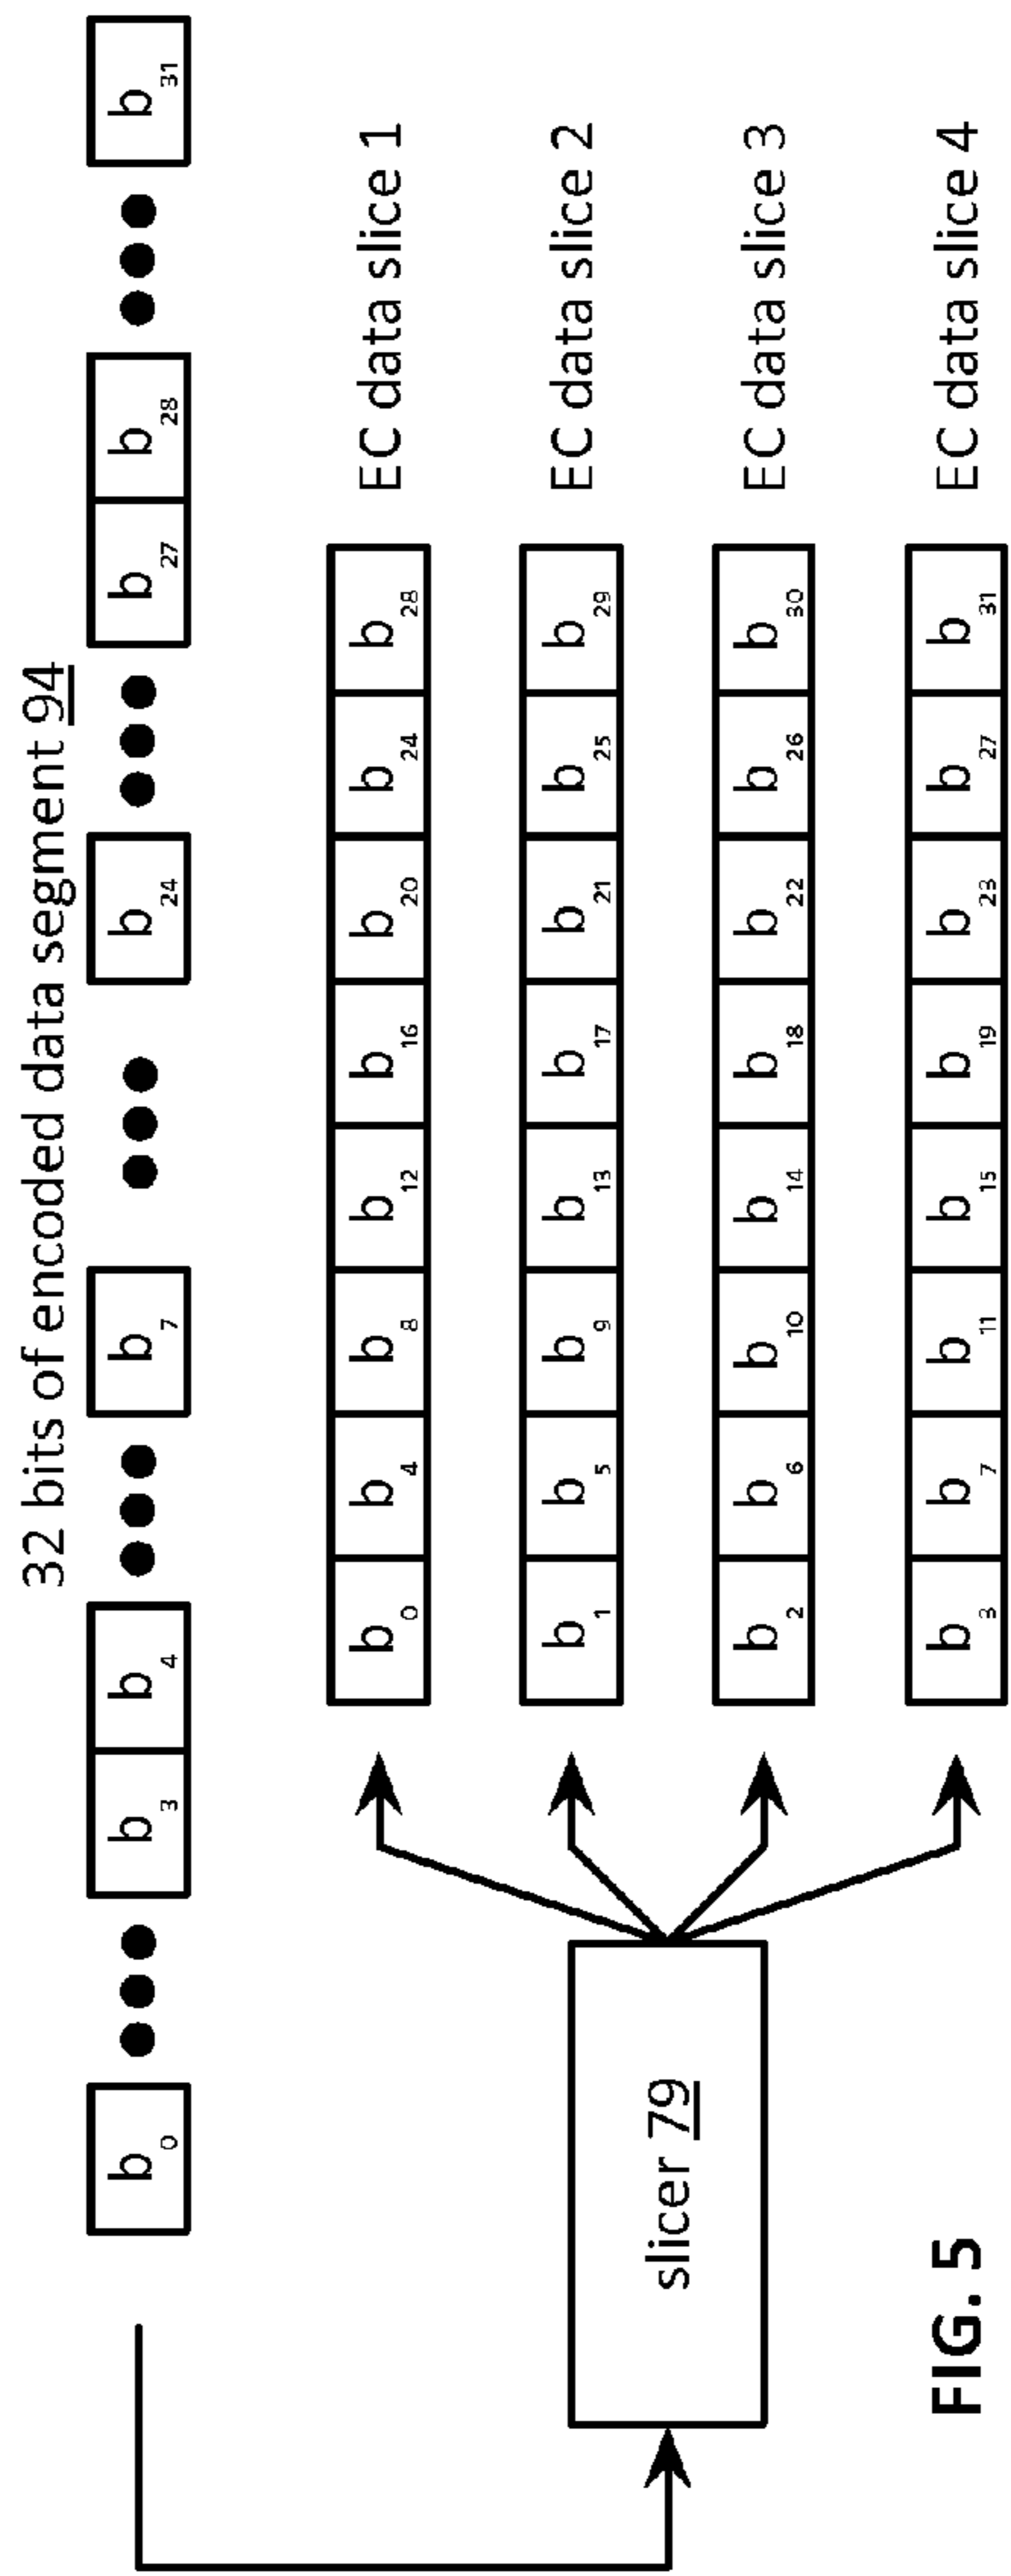 32 bits of encoded data segment 94
b0 ●●● b3 b4 ●●● b7 ●●● b24 ●●● b27 b28 ●●● b31
b0 b4 b8 b12 b16 b20 b24 b28 EC data slice 1
b1 b5 b9 b13 b17 b21 b25 b29 EC data slice 2
slicer 79
b2 b6 b10 b14 b18 b22 b26 b30 EC data slice 3
b3 b7 b11 b15 b19 b23 b27 b31 EC data slice 4
FIG. 5